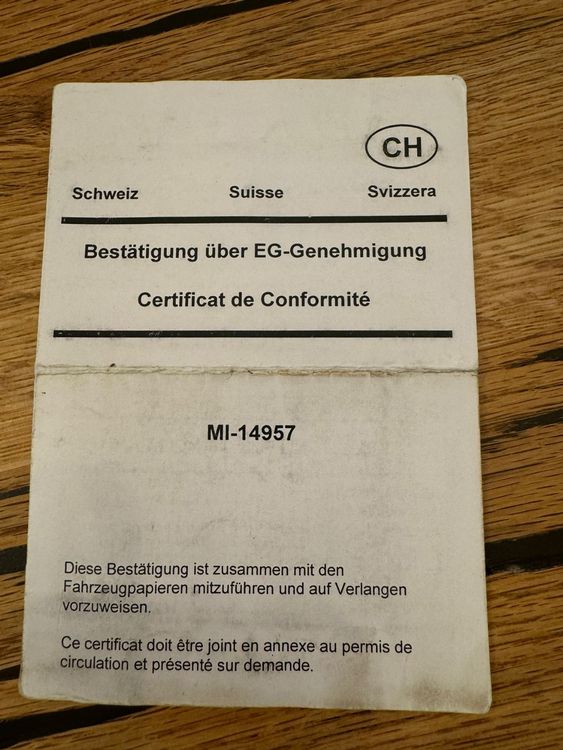 CH
Schweiz Suisse Svizzera
Bestätigung über EG-Genehmigung
Certificat de Conformité
MI-14957
Diese Bestätigung ist zusammen mit den
Fahrzeugpapieren mitzuführen und auf Verlangen
vorzuweisen.
Ce certificat doit être joint en annexe au permis de
circulation et présenté sur demande.